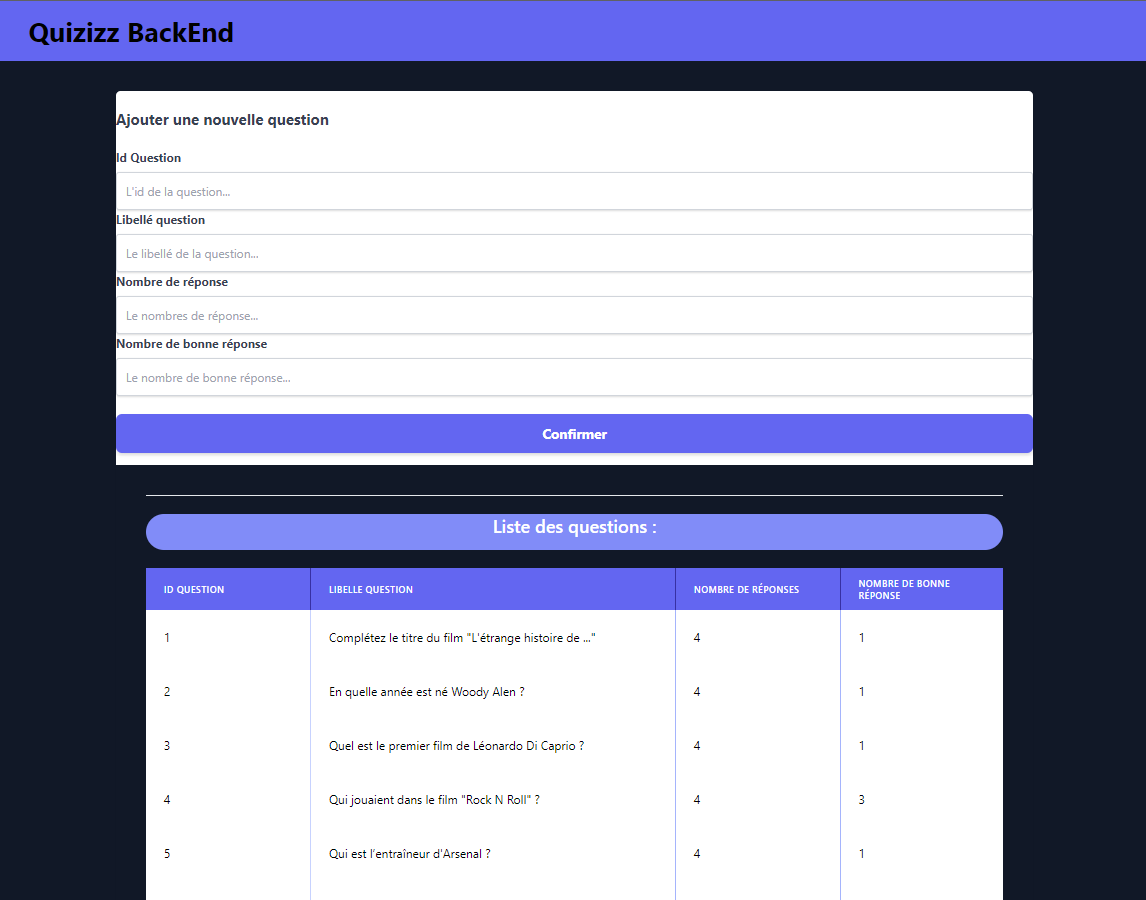 Quizizz BackEnd
Ajouter une nouvelle question
Id Question
L'id de la question...
Libellé question
Le libellé de la question...
Nombre de réponse
Le nombres de réponse...
Nombre de bonne réponse
Le nombre de bonne réponse...
Confirmer
Liste des questions :
ID QUESTION LIBELLE QUESTION NOMBRE DE RÉPONSES NOMBRE DE BONNE
RÉPONSE
1 Complétez le titre du film "L'étrange histoire de ..." 4 1
2 En quelle année est né Woody Alen ? 4 1
3 Quel est le premier film de Léonardo Di Caprio ? 4 1
4 Qui jouaient dans le film "Rock N Roll" ? 4 3
5 Qui est l’entraîneur d'Arsenal ? 4 1